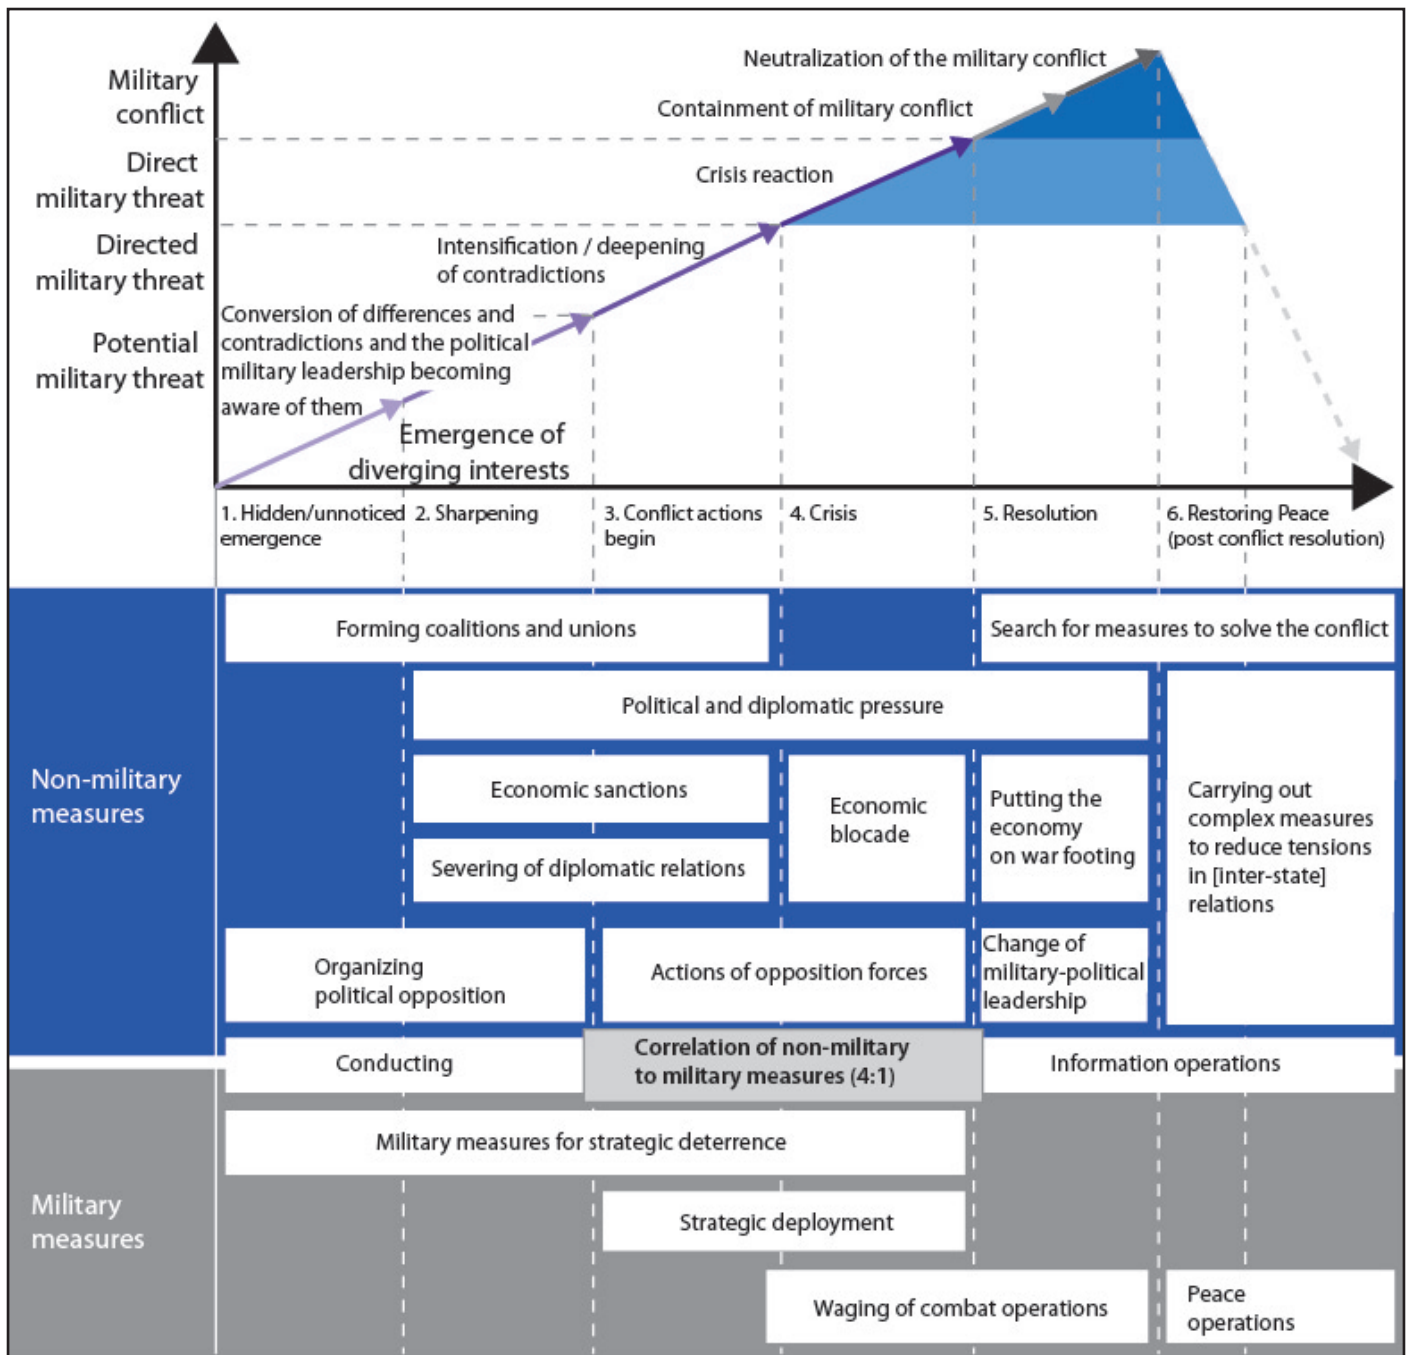 Military
conflict
Direct
military threat
Directed
military threat
Potential
military threat
Neutralization of the military conflict
Containment of military conflict
Crisis reaction
Intensification / deepening
of contradictions
Conversion of differences and
contradictions and the political
military leadership becoming
aware of them
Emergence of
diverging interests
1. Hidden/unnoticed
emergence
2. Sharpening
3. Conflict actions
begin
4. Crisis
5. Resolution
6. Restoring Peace
(post conflict resolution)
Non-military
measures
Forming coalitions and unions
Search for measures to solve the conflict
Political and diplomatic pressure
Economic sanctions
Severing of diplomatic relations
Economic
blocade
Putting the
economy
on war footing
Carrying out
complex measures
to reduce tensions
in [inter-state]
relations
Organizing
political opposition
Actions of opposition forces
Change of
military-political
leadership
Conducting
Correlation of non-military
to military measures (4:1)
Information operations
Military
measures
Military measures for strategic deterrence
Strategic deployment
Waging of combat operations
Peace
operations